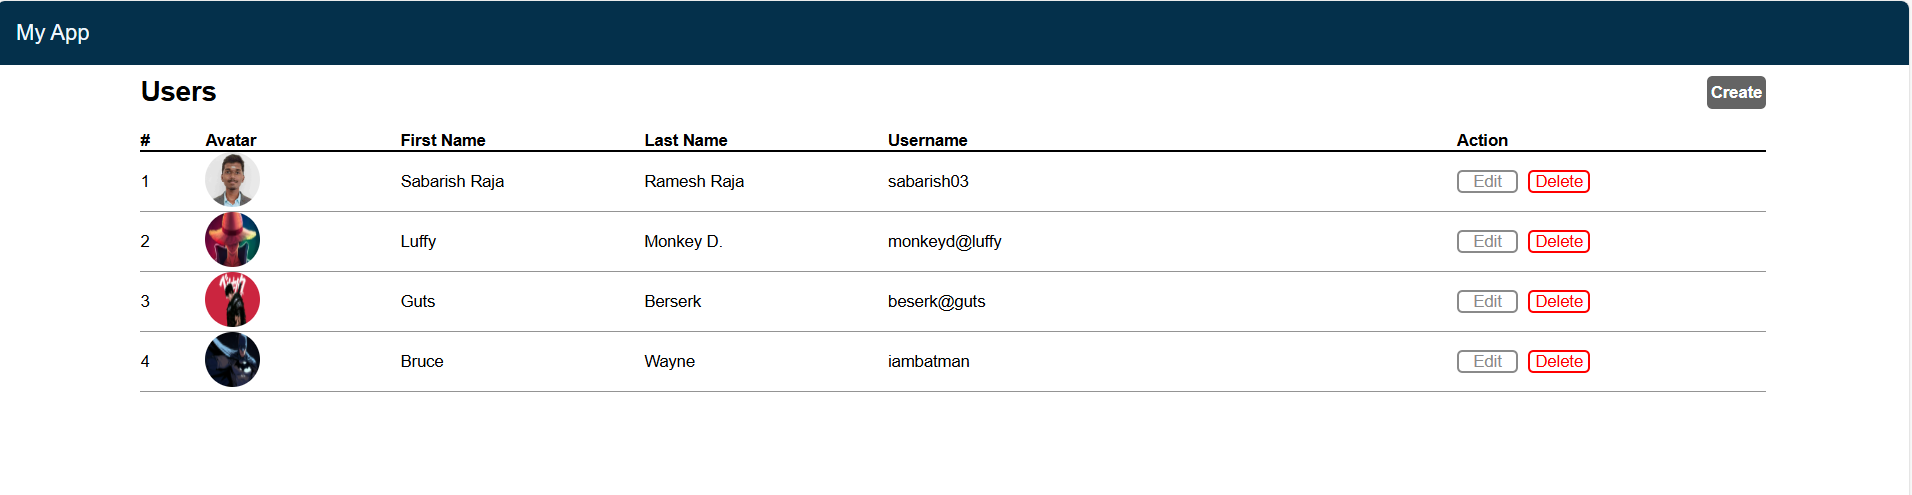 My App
Users Create
# Avatar First Name Last Name Username Action
1 Sabarish Raja Ramesh Raja sabarish03 Edit Delete
2 Luffy Monkey D. monkeyd@luffy Edit Delete
3 Guts Berserk beserk@guts Edit Delete
4 Bruce Wayne iambatman Edit Delete